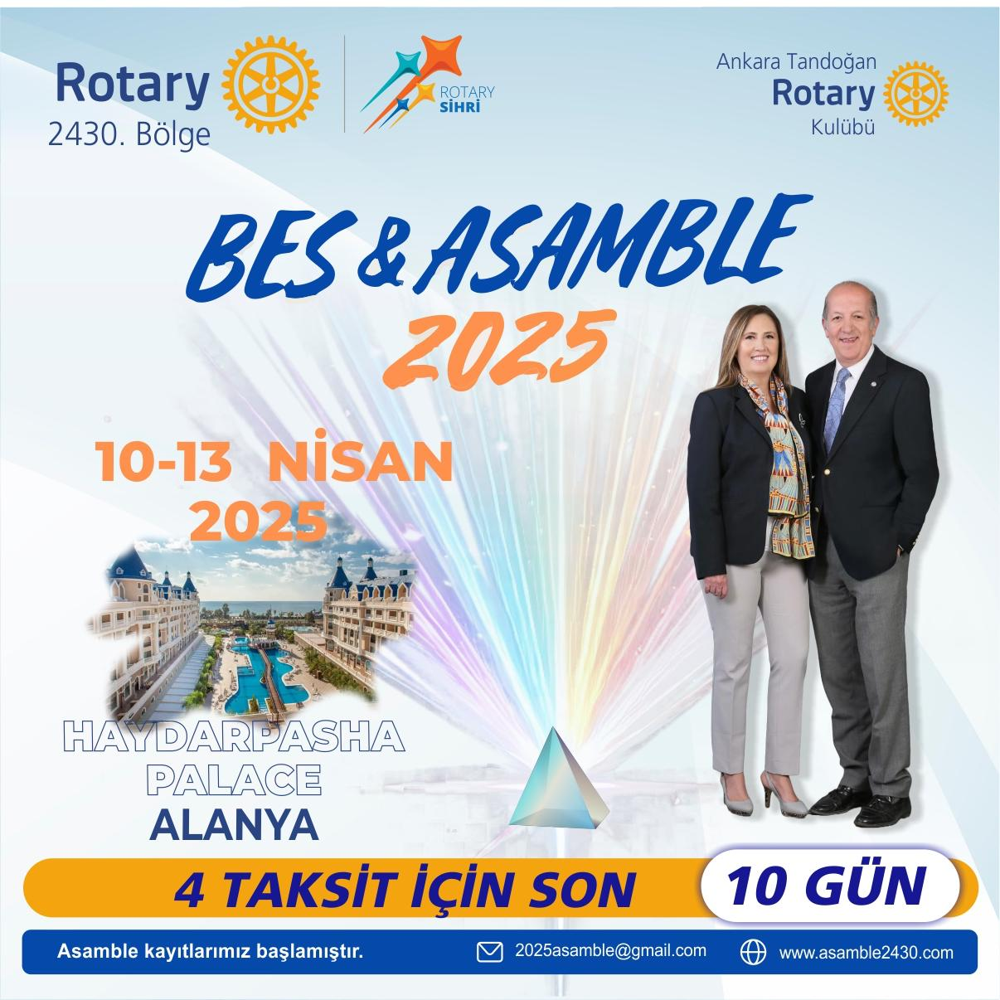 Rotary
2430. Bölge
ROTARY
SİHRİ
Ankara Tandoğan
Rotary
Kulübü
BES & ASAMBLE
2025
10-13 NİSAN
2025
HAYDARPASHA
PALACE
ALANYA
4 TAKSİT İÇİN SON 10 GÜN
Asamble kayıtlarımız başlamıştır. 2025asamble@gmail.com www.asamble2430.com